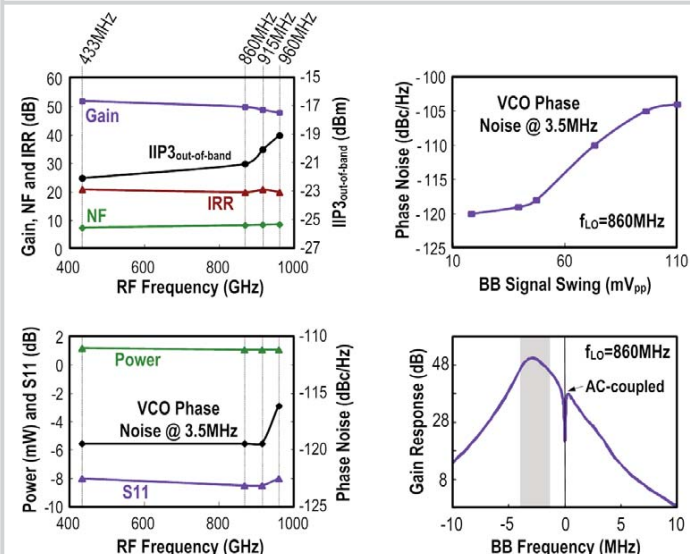 433MHz
860MHz
915MHz
960MHz
Gain, NF and IRR (dB)
60
50
40
30
20
10
0
Gain
IIP3out-of-band
IRR
NF
-15
-17
-19
-21
-23
-25
-27
IIP3out-of-band (dBm)
400 600 800 1000
RF Frequency (GHz)
Phase Noise (dBc/Hz)
-100
-105
-110
-115
-120
-125
VCO Phase
Noise @ 3.5MHz
fLO=860MHz
10 60 110
BB Signal Swing (mVpp)
Power (mW) and S11 (dB)
2
0
-2
-4
-6
-8
-10
Power
VCO Phase
Noise @ 3.5MHz
S11
-110
-115
-120
-125
Phase Noise (dBc/Hz)
400 600 800 1000
RF Frequency (GHz)
Gain Response (dB)
48
28
8
fLO=860MHz
AC-coupled
-10 -5 0 5 10
BB Frequency (MHz)